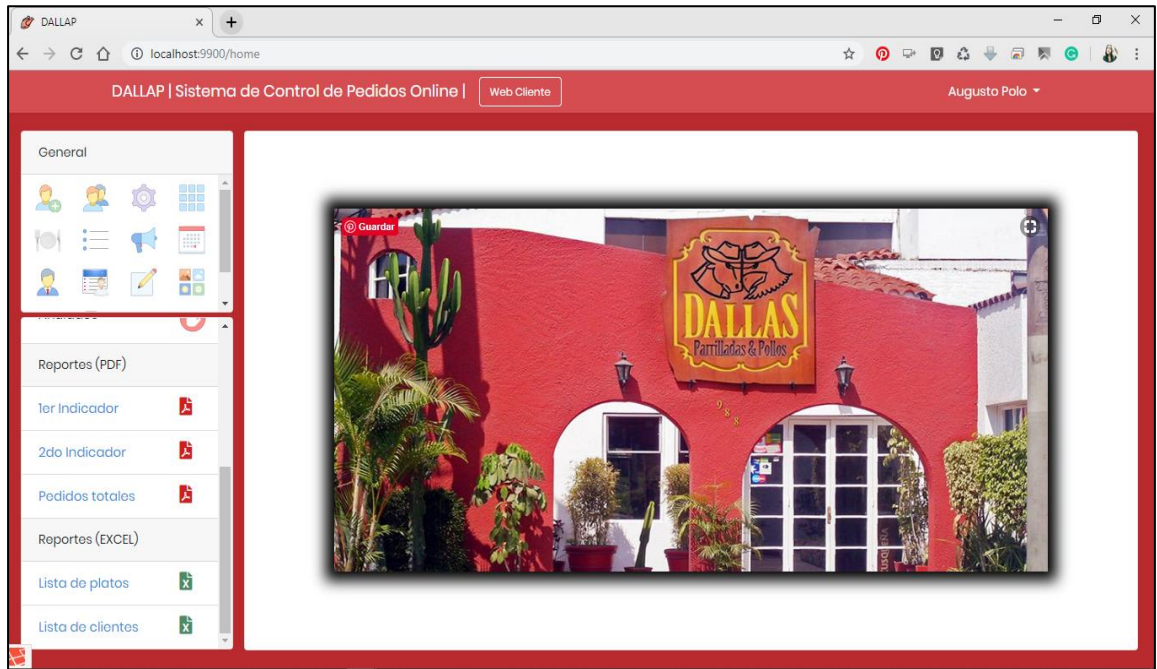 DALLAP
localhost:9900/home
DALLAP | Sistema de Control de Pedidos Online |
Web Cliente
Augusto Polo
General
Reportes (PDF)
1er Indicador
2do Indicador
Pedidos totales
Reportes (EXCEL)
Lista de platos
Lista de clientes
Guardar
DALLAS
Parrilladas & Pollos
988